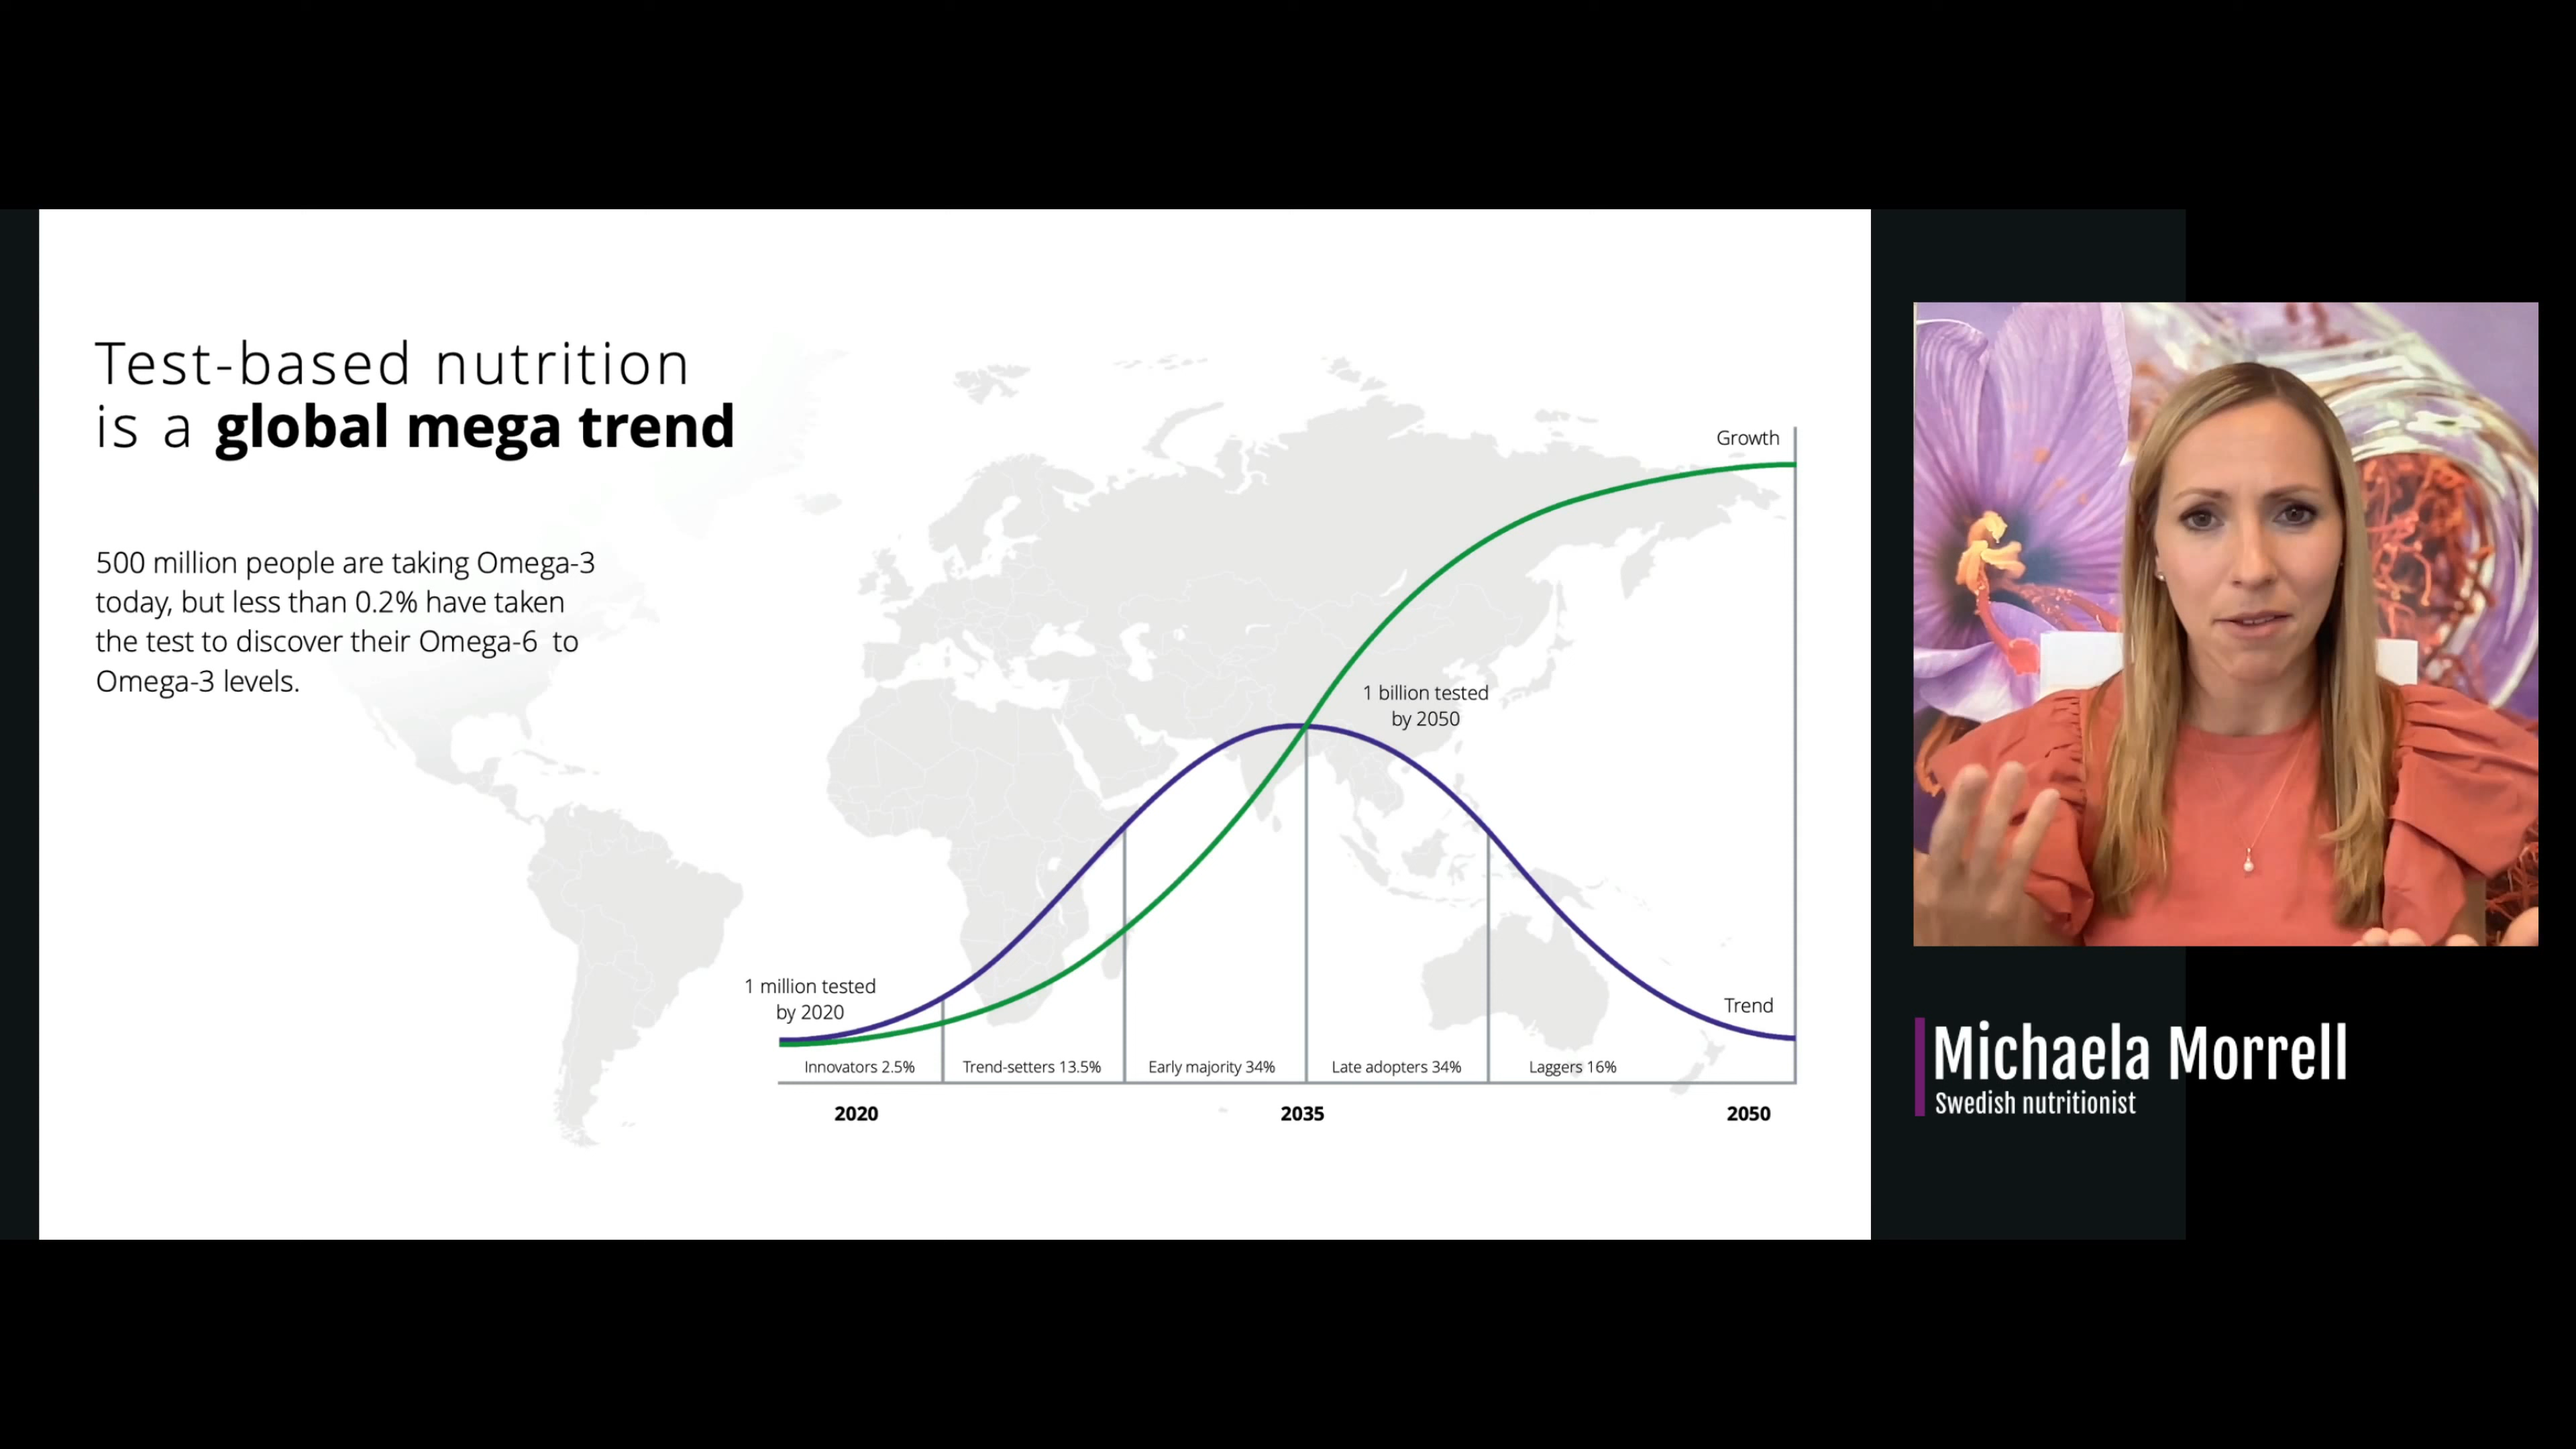 Test-based nutrition
is a global mega trend
500 million people are taking Omega-3
today, but less than 0.2% have taken
the test to discover their Omega-6 to
Omega-3 levels.
Growth
1 billion tested
by 2050
1 million tested
by 2020
Trend
Innovators 2.5%
Trend-setters 13.5%
Early majority 34%
Late adopters 34%
Laggers 16%
2020
2035
2050
Michaela Morrell
Swedish nutritionist